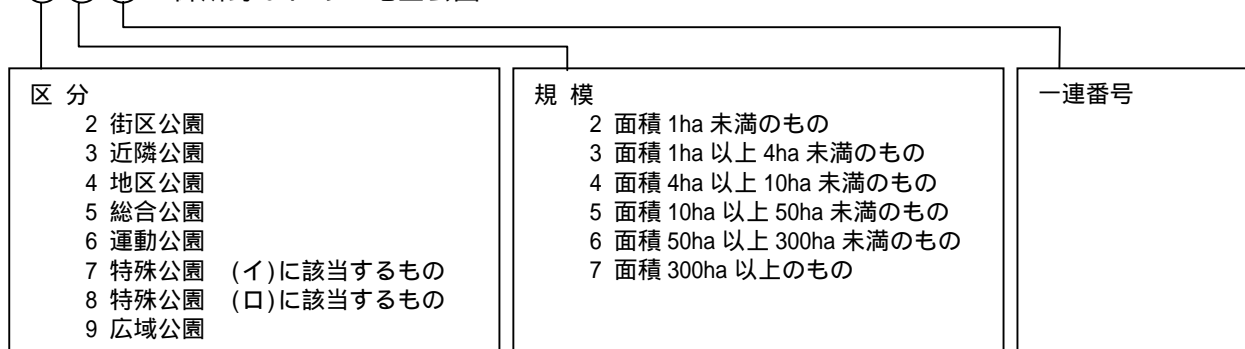 区 分
2 街区公園
3 近隣公園
4 地区公園
5 総合公園
6 運動公園
7 特殊公園 (イ)に該当するもの
8 特殊公園 (ロ)に該当するもの
9 広域公園
規 模
2 面積 1ha 未満のもの
3 面積 1ha 以上 4ha 未満のもの
4 面積 4ha 以上 10ha 未満のもの
5 面積 10ha 以上 50ha 未満のもの
6 面積 50ha 以上 300ha 未満のもの
7 面積 300ha 以上のもの
一連番号